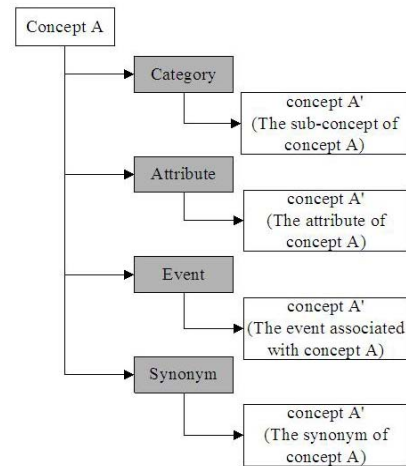 Concept A
Category
concept A'
(The sub-concept of
concept A)
Attribute
concept A'
(The attribute of
concept A)
Event
concept A'
(The event associated
with concept A)
Synonym
concept A'
(The synonym of
concept A)